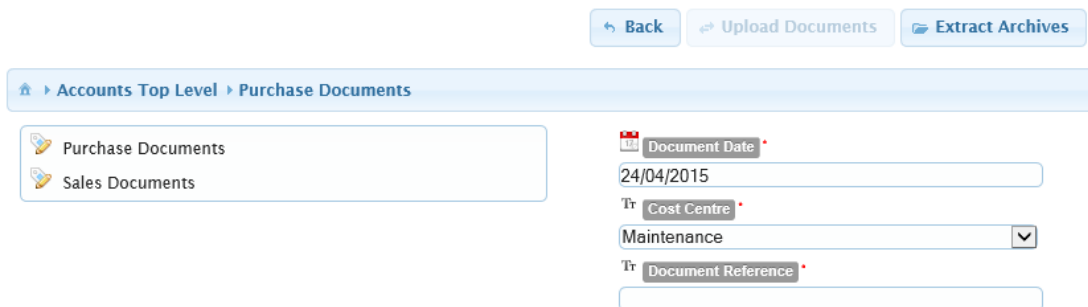 Back Upload Documents Extract Archives
Accounts Top Level Purchase Documents
Purchase Documents
Sales Documents
Document Date *
24/04/2015
Cost Centre *
Maintenance
Document Reference *